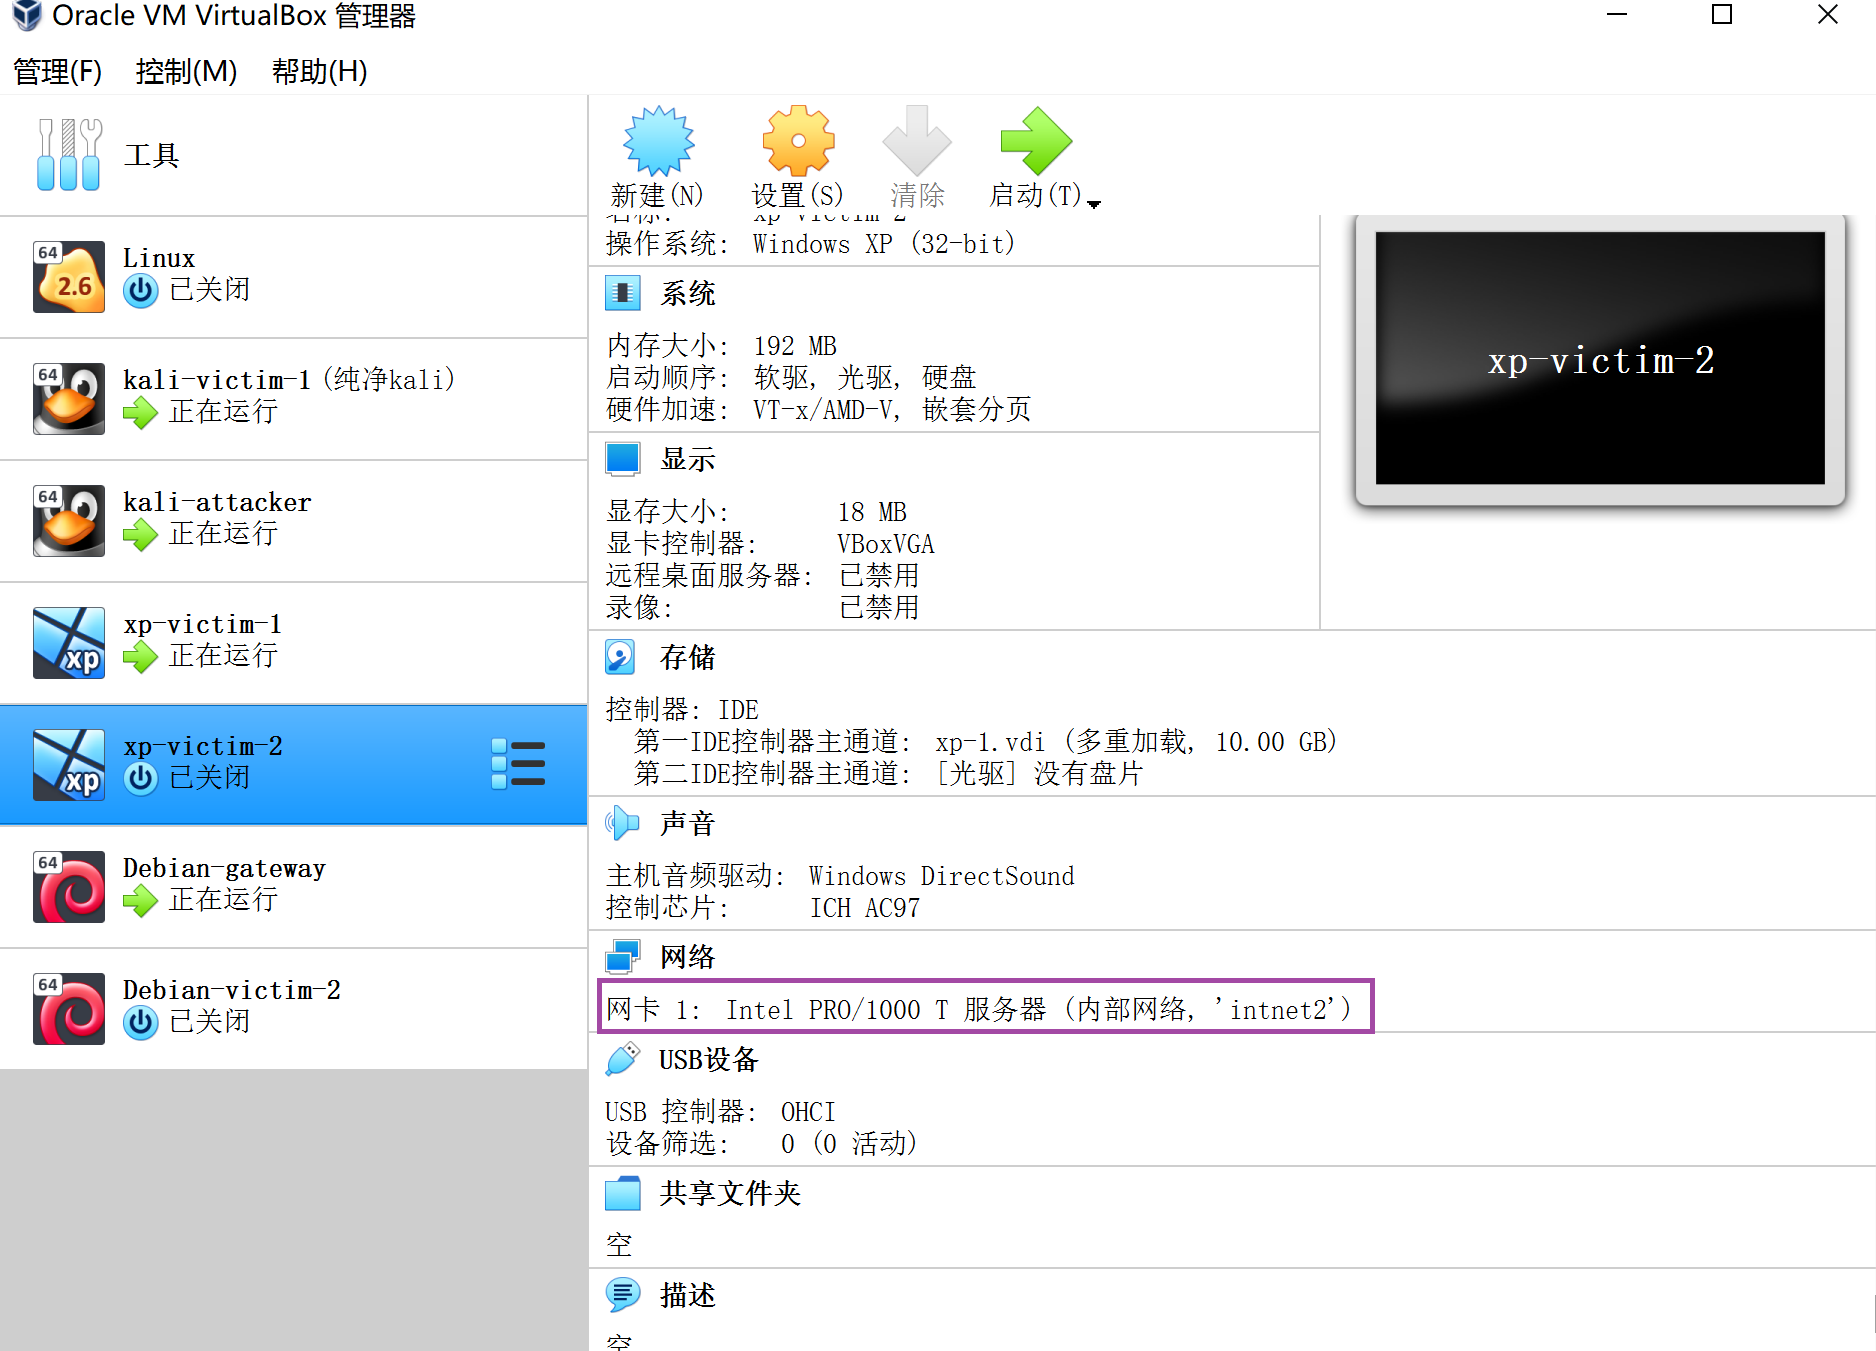 Oracle VM VirtualBox 管理器
管理(F) 控制(M) 帮助(H)
工具
64
2.6
Linux
已关闭
64
kali-victim-1 (纯净kali)
正在运行
64
kali-attacker
正在运行
xp
xp-victim-1
正在运行
xp
xp-victim-2
已关闭
64
Debian-gateway
正在运行
64
Debian-victim-2
已关闭
新建(N) 设置(S) 清除 启动(T)
名称: xp-victim-2
操作系统: Windows XP (32-bit)
系统
内存大小: 192 MB
启动顺序: 软驱, 光驱, 硬盘
硬件加速: VT-x/AMD-V, 嵌套分页
xp-victim-2
显示
显存大小: 18 MB
显卡控制器: VBoxVGA
远程桌面服务器: 已禁用
录像: 已禁用
存储
控制器: IDE
第一IDE控制器主通道: xp-1.vdi (多重加载, 10.00 GB)
第二IDE控制器主通道: [光驱] 没有盘片
声音
主机音频驱动: Windows DirectSound
控制芯片: ICH AC97
网络
网卡 1: Intel PRO/1000 T 服务器 (内部网络, 'intnet2')
USB设备
USB 控制器: OHCI
设备筛选: 0 (0 活动)
共享文件夹
空
描述
空